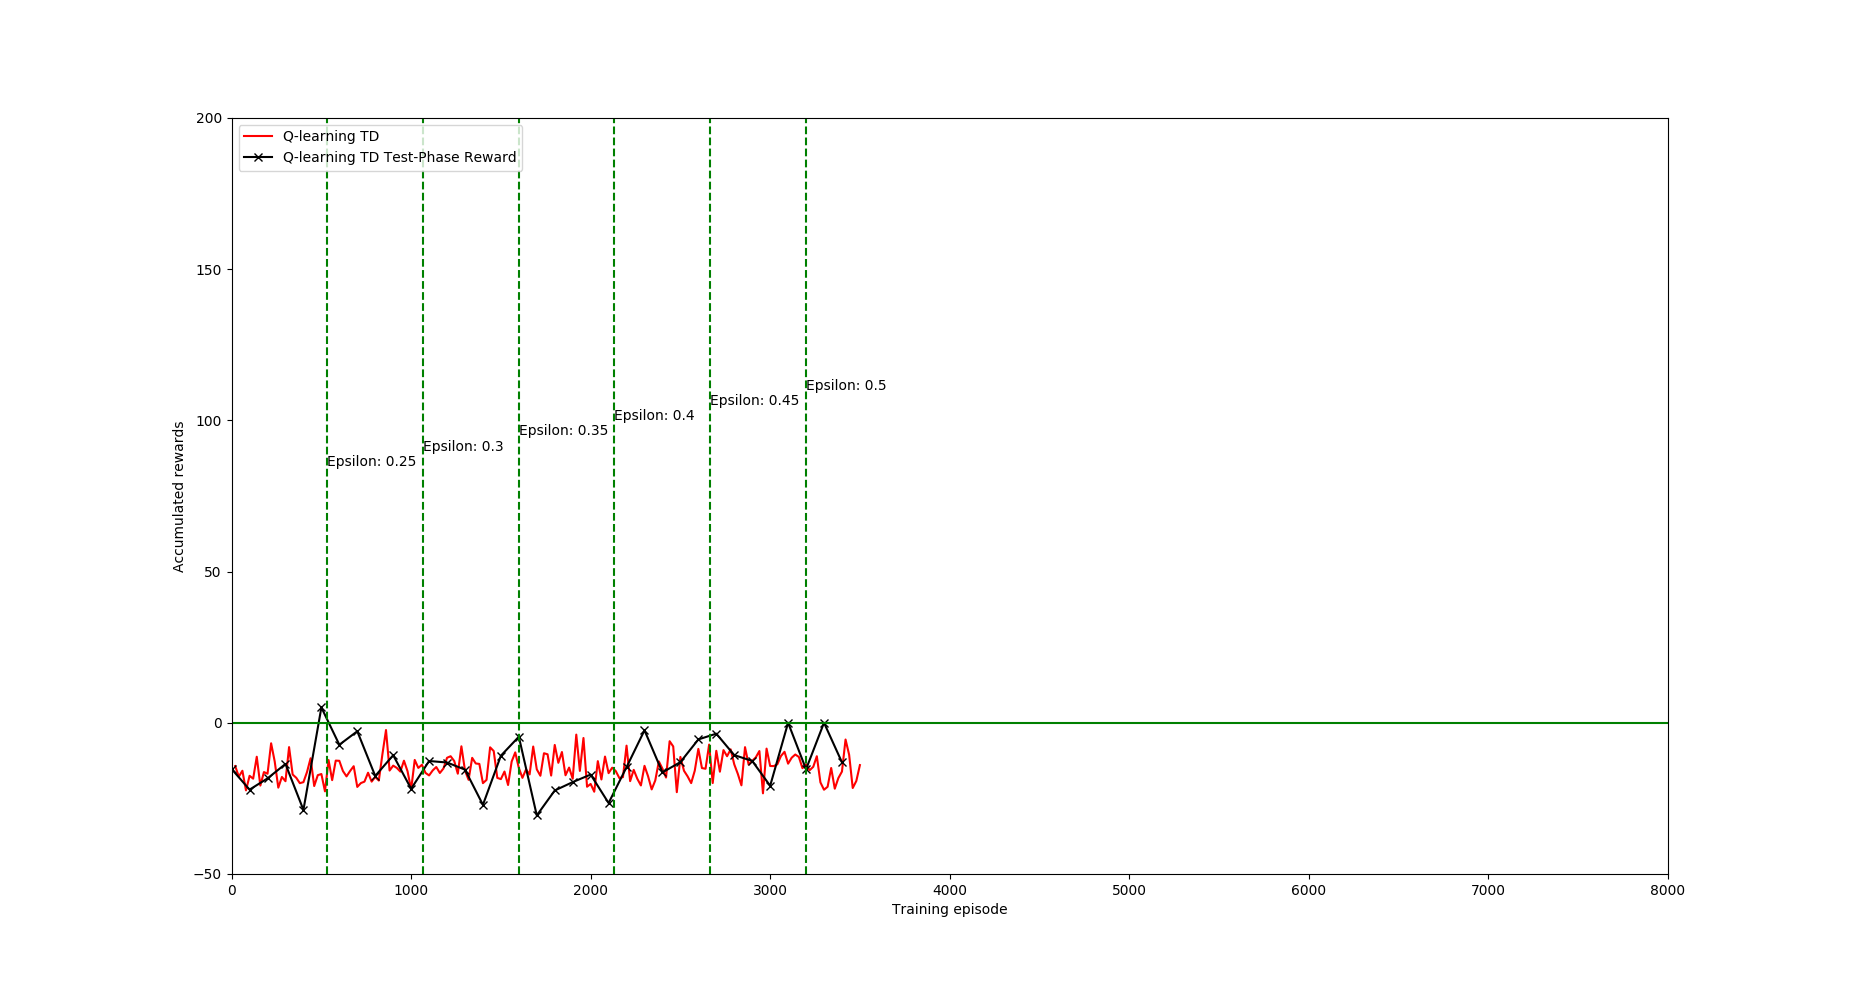 200
Q-learning TD
Q-learning TD Test-Phase Reward
150
Epsilon: 0.5
Epsilon: 0.45
Epsilon: 0.4
100
Epsilon: 0.35
Epsilon: 0.3
Epsilon: 0.25
Accumulated rewards
50
0
−50
0 1000 2000 3000 4000 5000 6000 7000 8000
Training episode